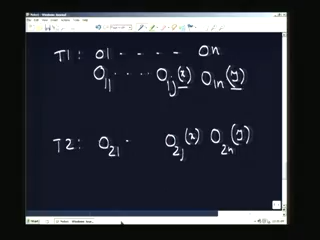 T1: O1 . . . . . On
O11 . . . . O1j(x) O1n(y)
T2: O21 . O2j(x) O2n(y)